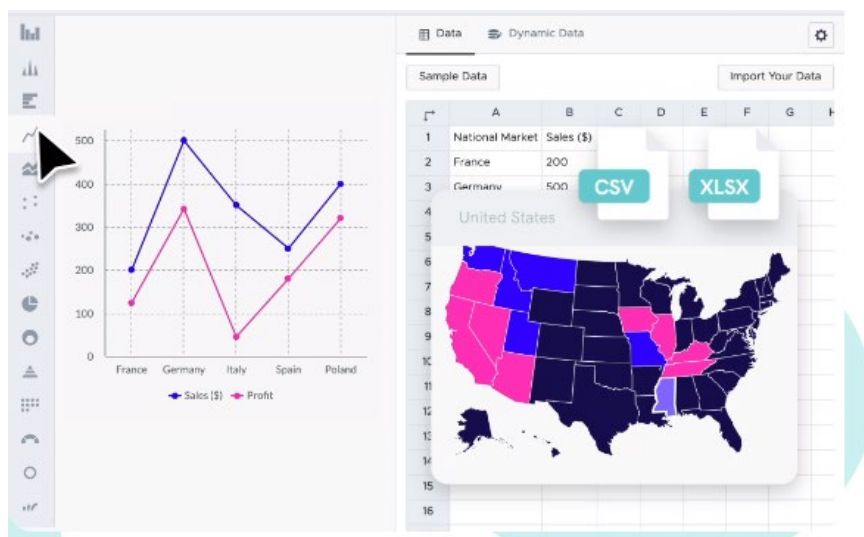 Data
Dynamic Data
Sample Data
Import Your Data
A B C D E F G H
1 National Market Sales ($)
2 France 200
3 Germany 500
CSV XLSX
United States
4
5
6
7
8
9
10
11
12
13
14
15
16
500
400
300
200
100
0
France Germany Italy Spain Poland
Sales ($) Profit